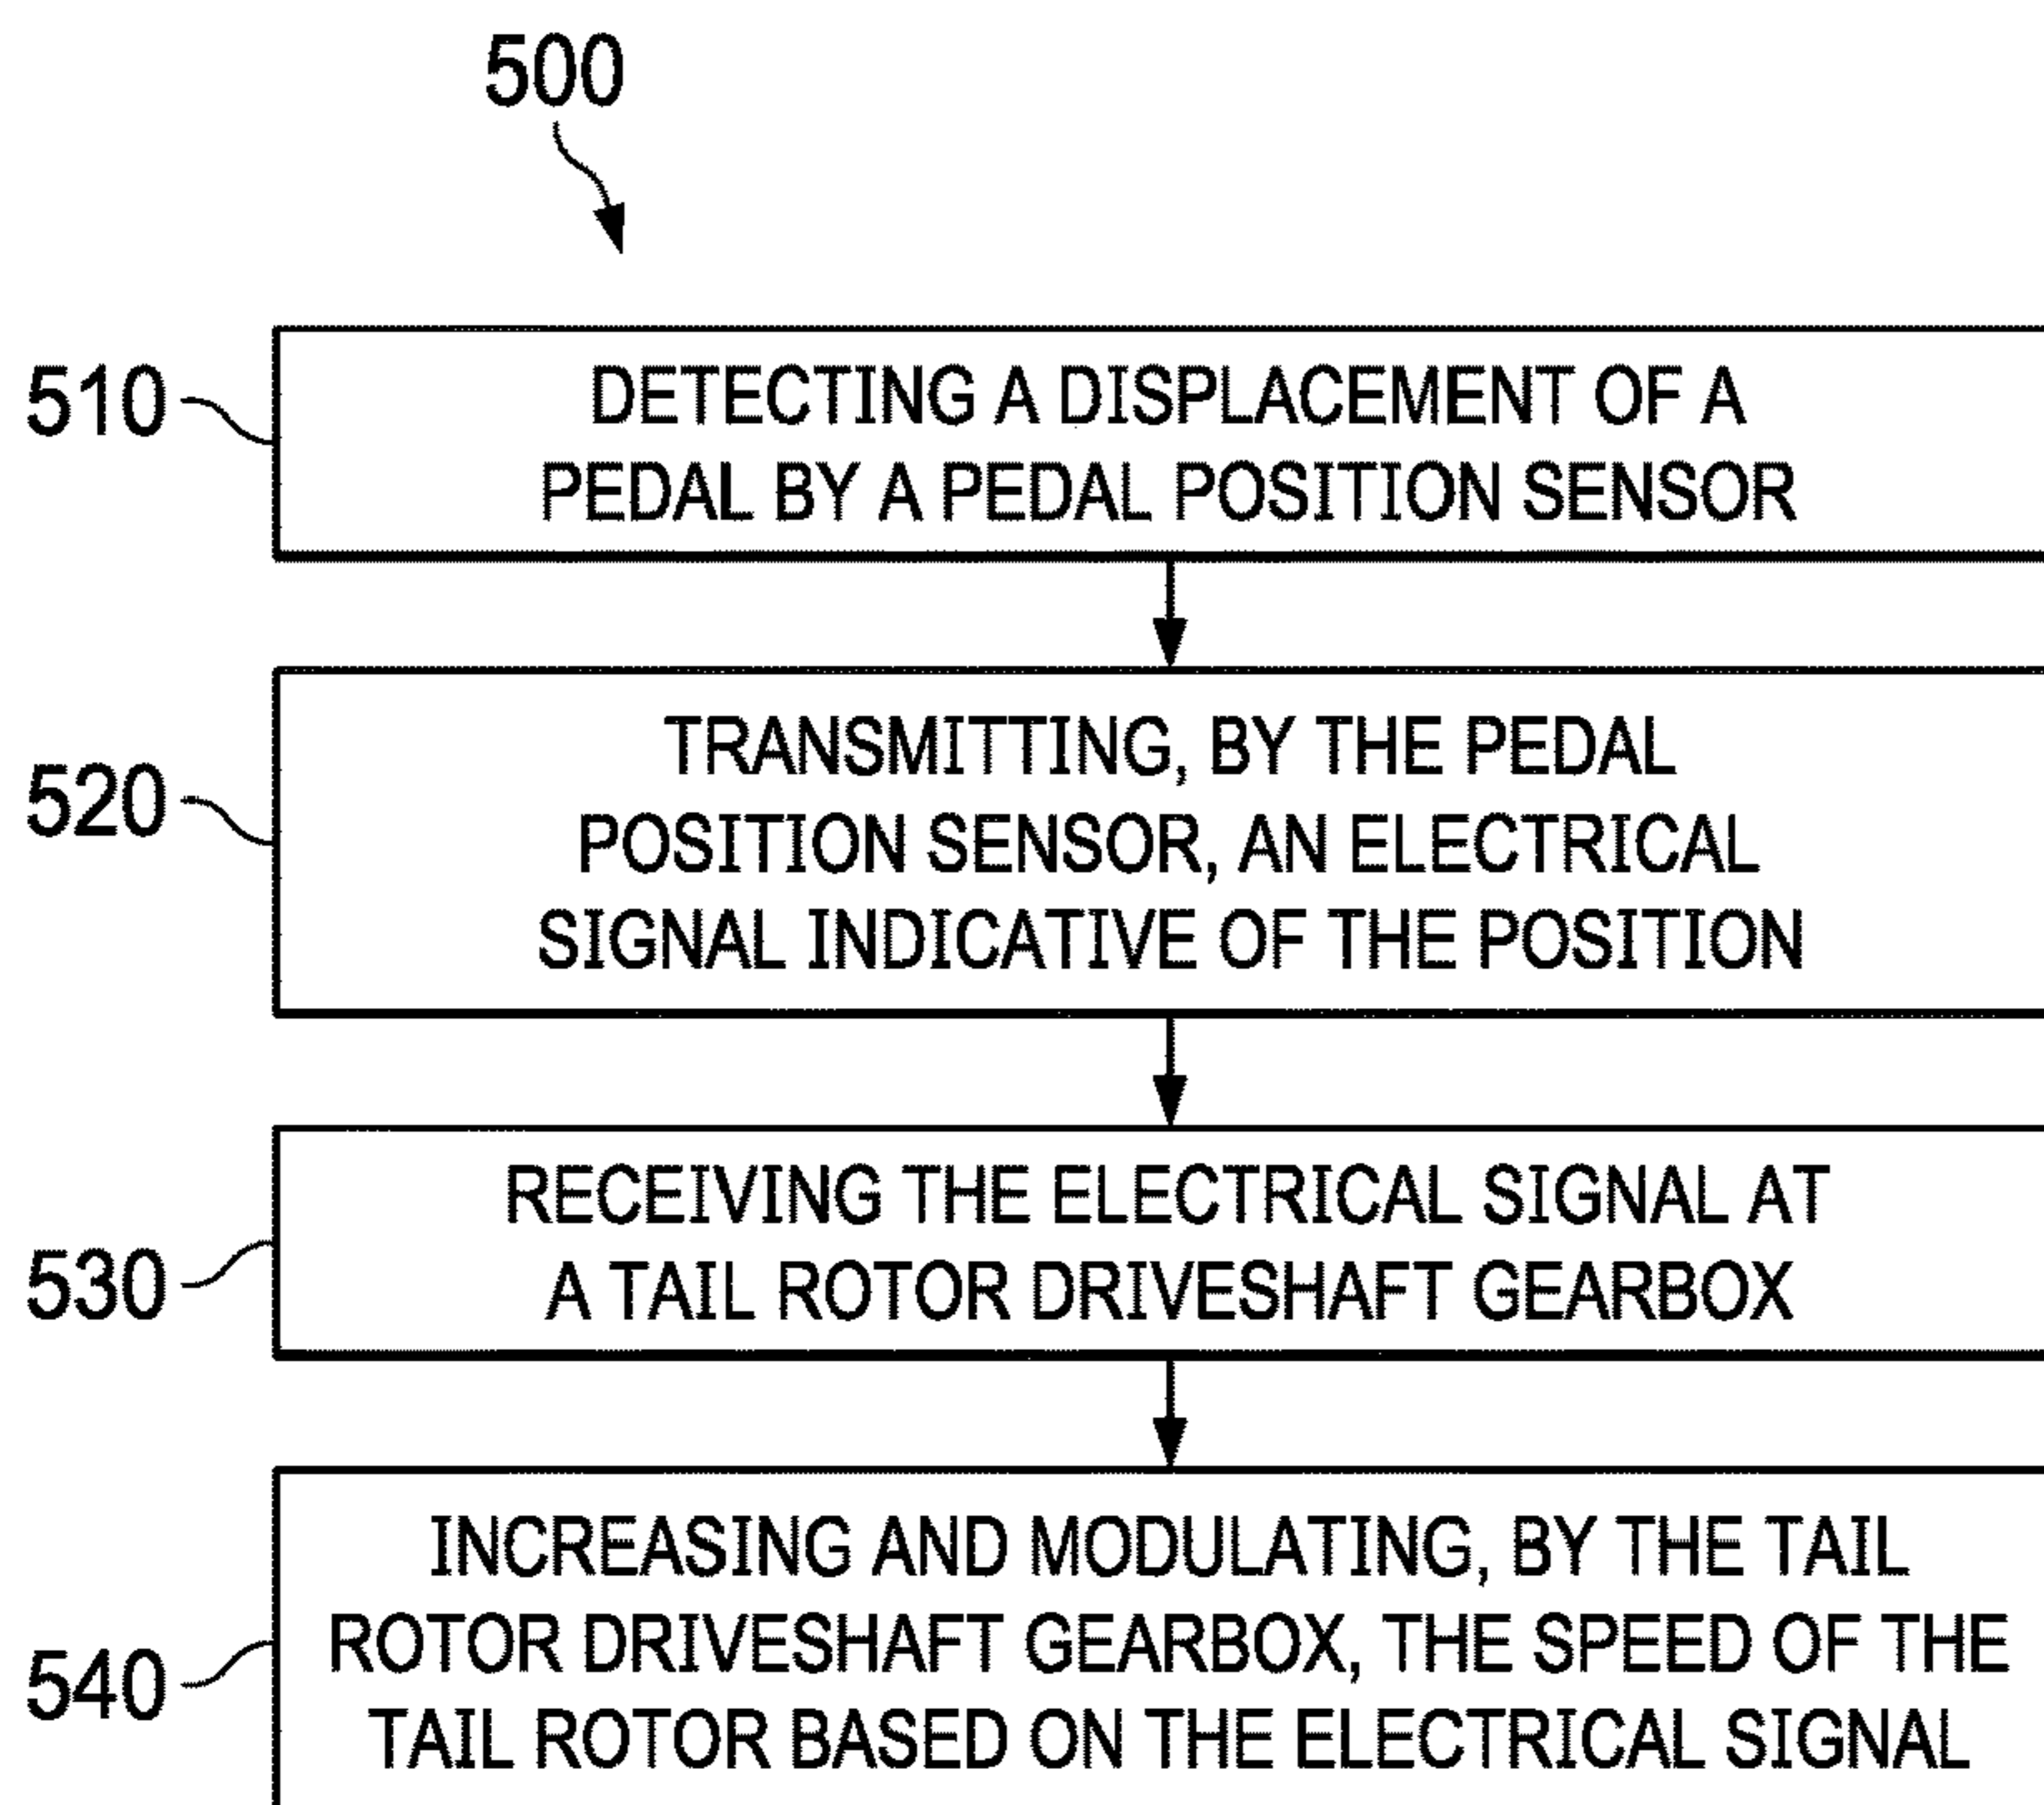 500
510
DETECTING A DISPLACEMENT OF A
PEDAL BY A PEDAL POSITION SENSOR
520
TRANSMITTING, BY THE PEDAL
POSITION SENSOR, AN ELECTRICAL
SIGNAL INDICATIVE OF THE POSITION
530
RECEIVING THE ELECTRICAL SIGNAL AT
A TAIL ROTOR DRIVESHAFT GEARBOX
540
INCREASING AND MODULATING, BY THE TAIL
ROTOR DRIVESHAFT GEARBOX, THE SPEED OF THE
TAIL ROTOR BASED ON THE ELECTRICAL SIGNAL